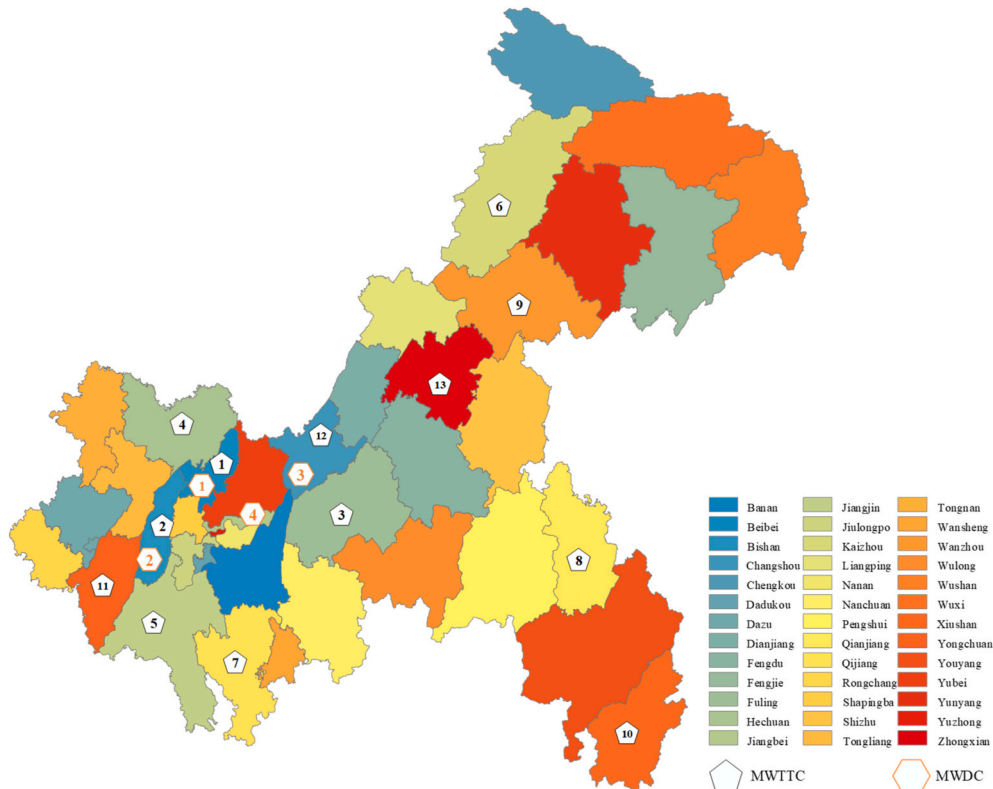 6
9
13
4
12
1
1
3
2
4
3
2
11
8
5
7
10
Banan Jiangjin Tongnan
Beibei Jiulongpo Wansheng
Bishan Kaizhou Wanzhou
Changshou Liangping Wulong
Chengkou Nanan Wushan
Dadukou Nanchuan Wuxi
Dazu Pengshui Xiushan
Dianjiang Qianjiang Yongchuan
Fengdu Qijiang Youyang
Fengjie Rongchang Yubei
Fuling Shapingba Yunyang
Hechuan Shizhu Yuzhong
Jiangbei Tongliang Zhongxian
MWTTC MWDC